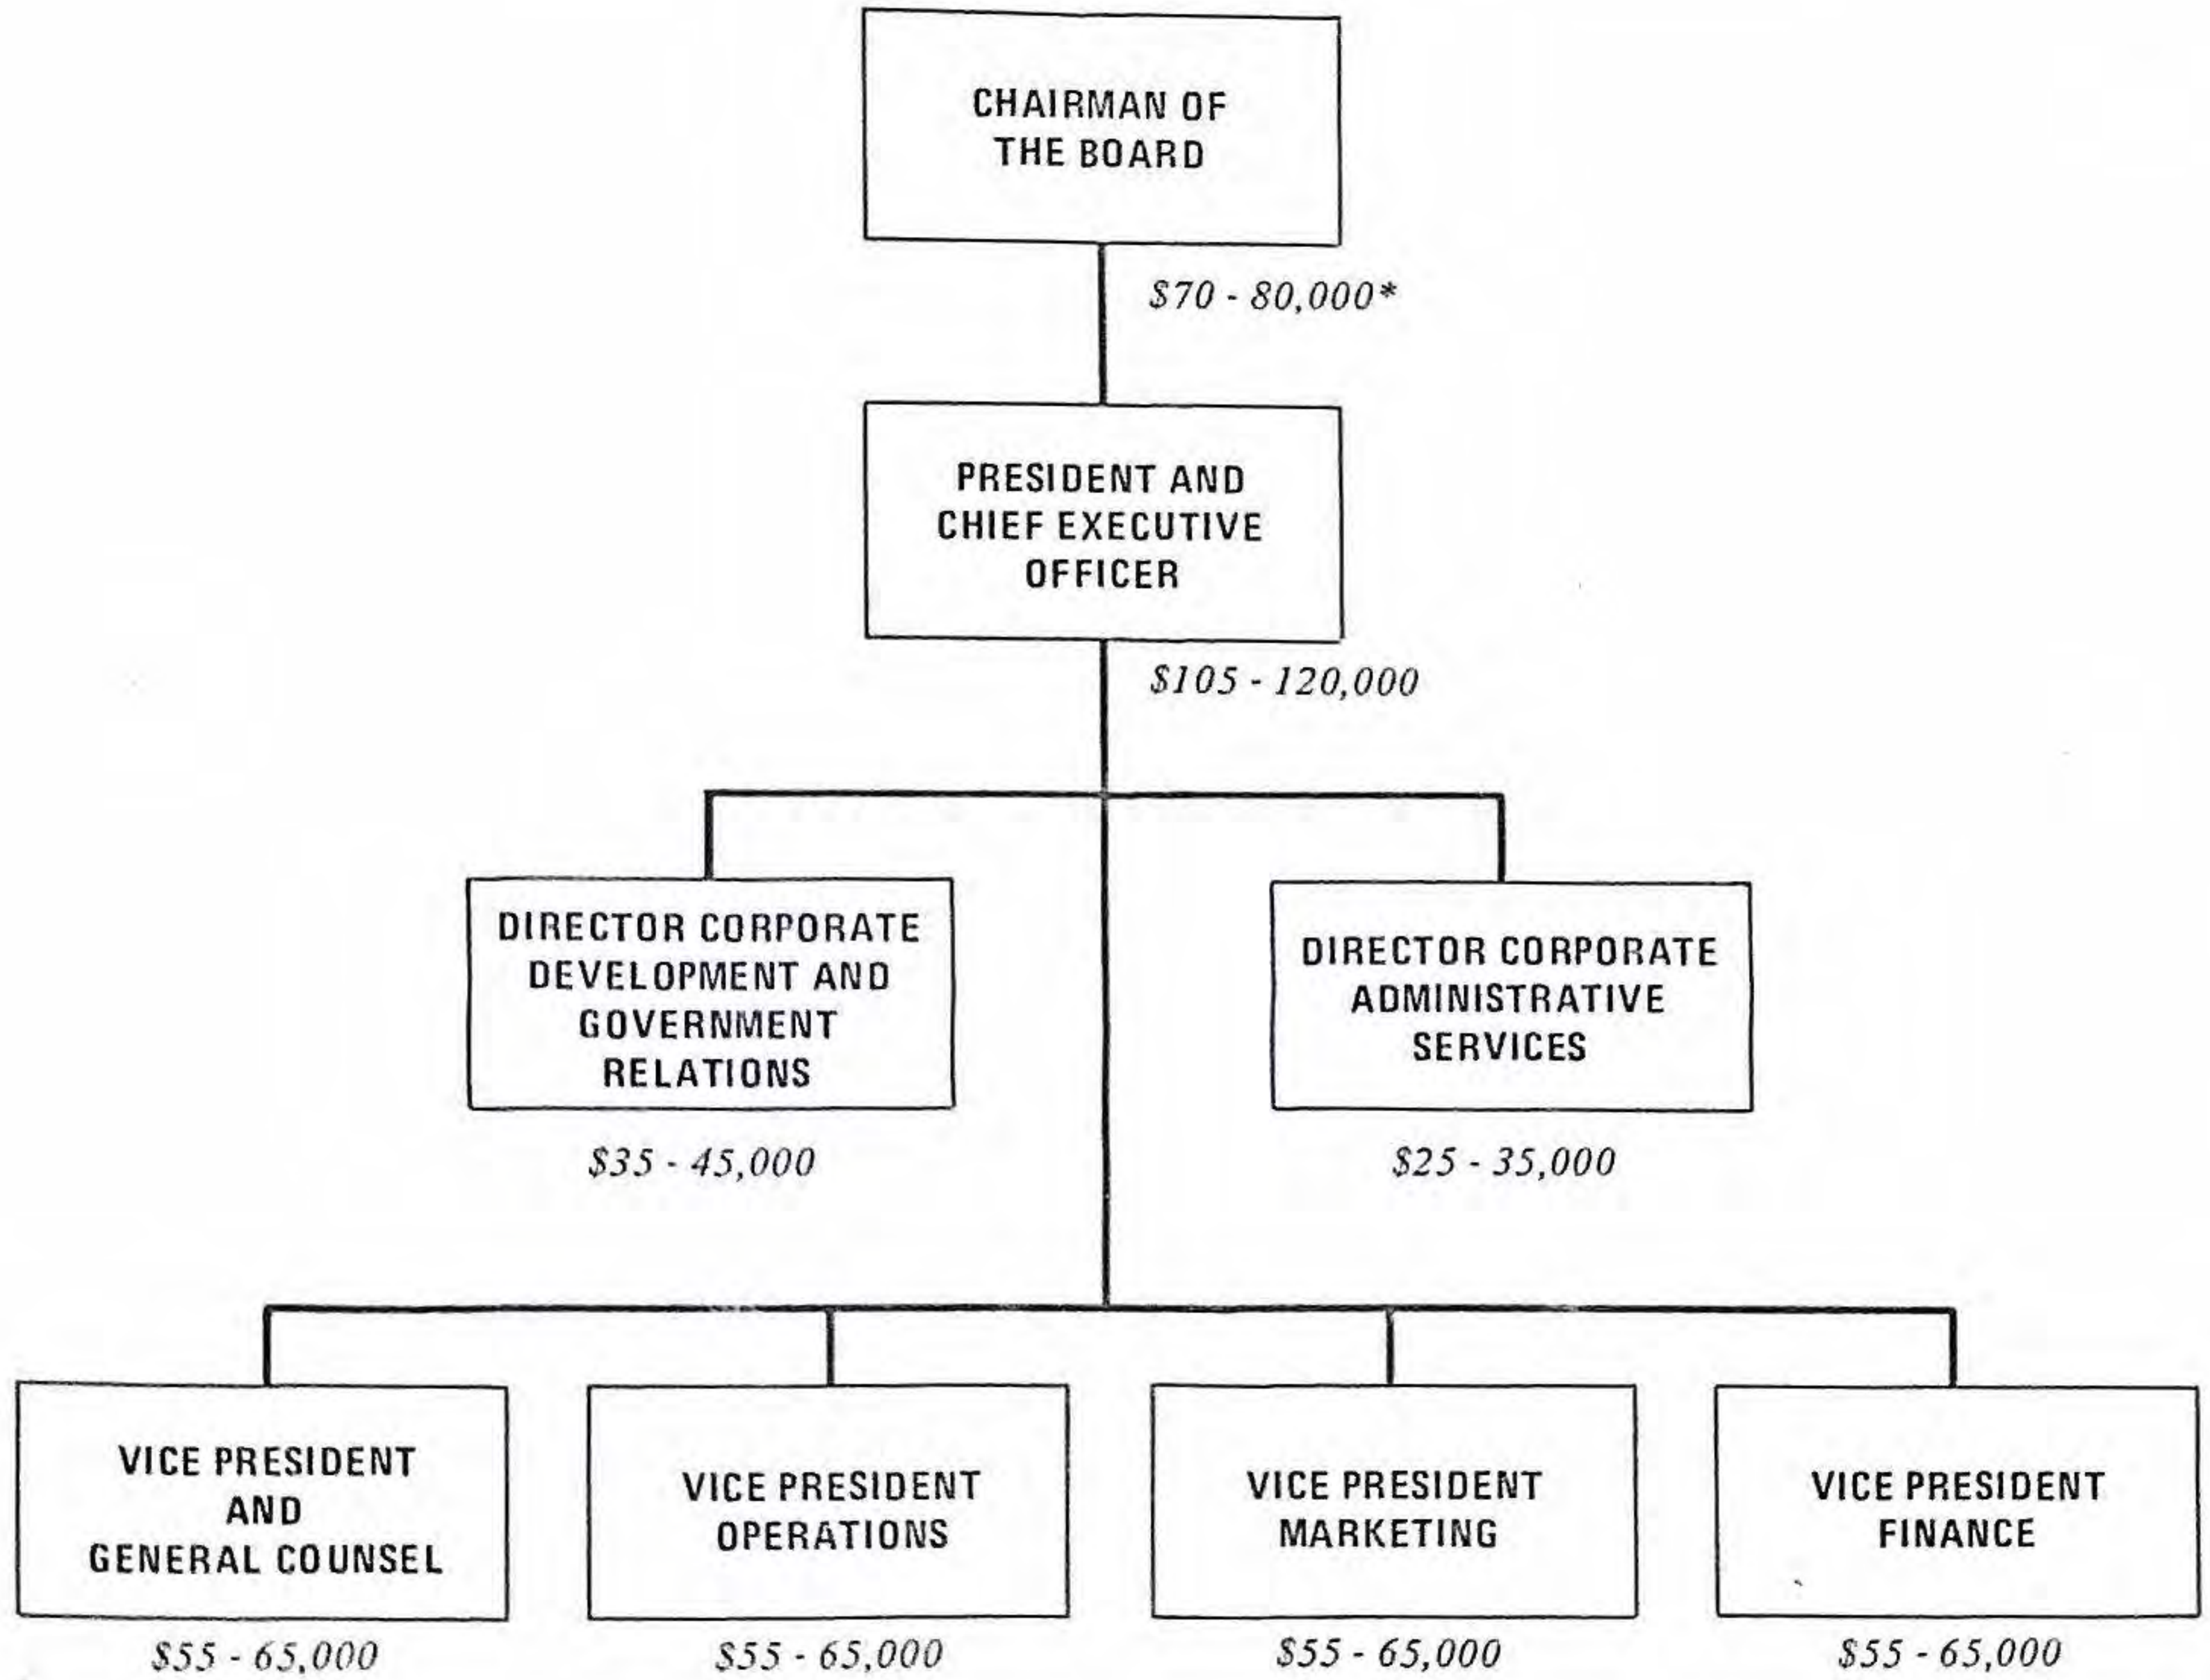 CHAIRMAN OF
THE BOARD
$70 - 80,000*
PRESIDENT AND
CHIEF EXECUTIVE
OFFICER
$105 - 120,000
DIRECTOR CORPORATE
DEVELOPMENT AND
GOVERNMENT
RELATIONS
$35 - 45,000
DIRECTOR CORPORATE
ADMINISTRATIVE
SERVICES
$25 - 35,000
VICE PRESIDENT
AND
GENERAL COUNSEL
$55 - 65,000
VICE PRESIDENT
OPERATIONS
$55 - 65,000
VICE PRESIDENT
MARKETING
$55 - 65,000
VICE PRESIDENT
FINANCE
$55 - 65,000